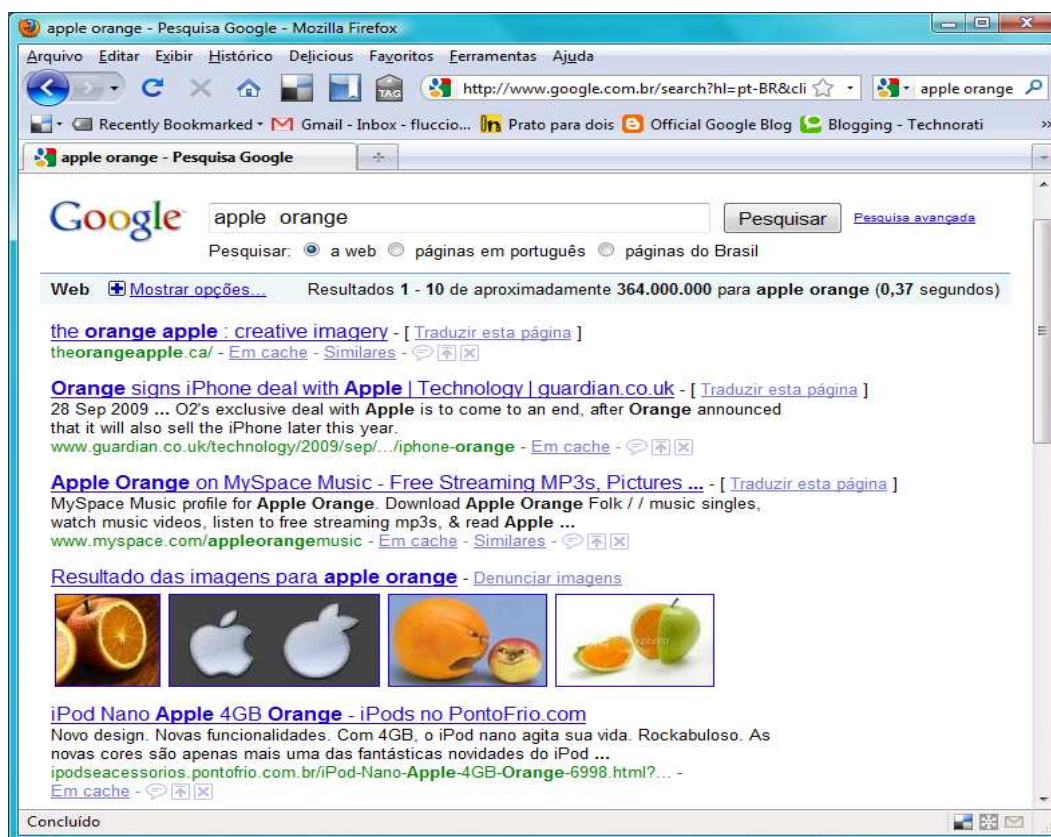 apple orange - Pesquisa Google - Mozilla Firefox
Arquivo Editar Exibir Histórico Delicious Favoritos Ferramentas Ajuda
TAG http://www.google.com.br/search?hl=pt-BR&cli apple orange
Recently Bookmarked Gmail - Inbox - fluccio... In Prato para dois Official Google Blog Blogging - Technorati »
apple orange - Pesquisa Google
Google apple orange Pesquisar Pesquisa avançada
Pesquisar: a web páginas em português páginas do Brasil
Web Mostrar opções... Resultados 1 - 10 de aproximadamente 364.000.000 para apple orange (0,37 segundos)
the orange apple : creative imagery - [ Traduzir esta página ]
theorangeapple.ca/ - Em cache - Similares -
Orange signs iPhone deal with Apple | Technology | guardian.co.uk - [ Traduzir esta página ]
28 Sep 2009 ... O2's exclusive deal with Apple is to come to an end, after Orange announced
that it will also sell the iPhone later this year.
www.guardian.co.uk/technology/2009/sep/.../iphone-orange - Em cache -
Apple Orange on MySpace Music - Free Streaming MP3s, Pictures ... - [ Traduzir esta página ]
MySpace Music profile for Apple Orange. Download Apple Orange Folk / / music singles,
watch music videos, listen to free streaming mp3s, & read Apple ...
www.myspace.com/appleorangemusic - Em cache - Similares -
Resultado das imagens para apple orange - Denunciar imagens
iPod Nano Apple 4GB Orange - iPods no PontoFrio.com
Novo design. Novas funcionalidades. Com 4GB, o iPod nano agita sua vida. Rockabuloso. As
novas cores são apenas mais uma das fantásticas novidades do iPod ...
ipodseacessorios.pontofrio.com.br/iPod-Nano-Apple-4GB-Orange-6998.html?... -
Em cache -
Concluído